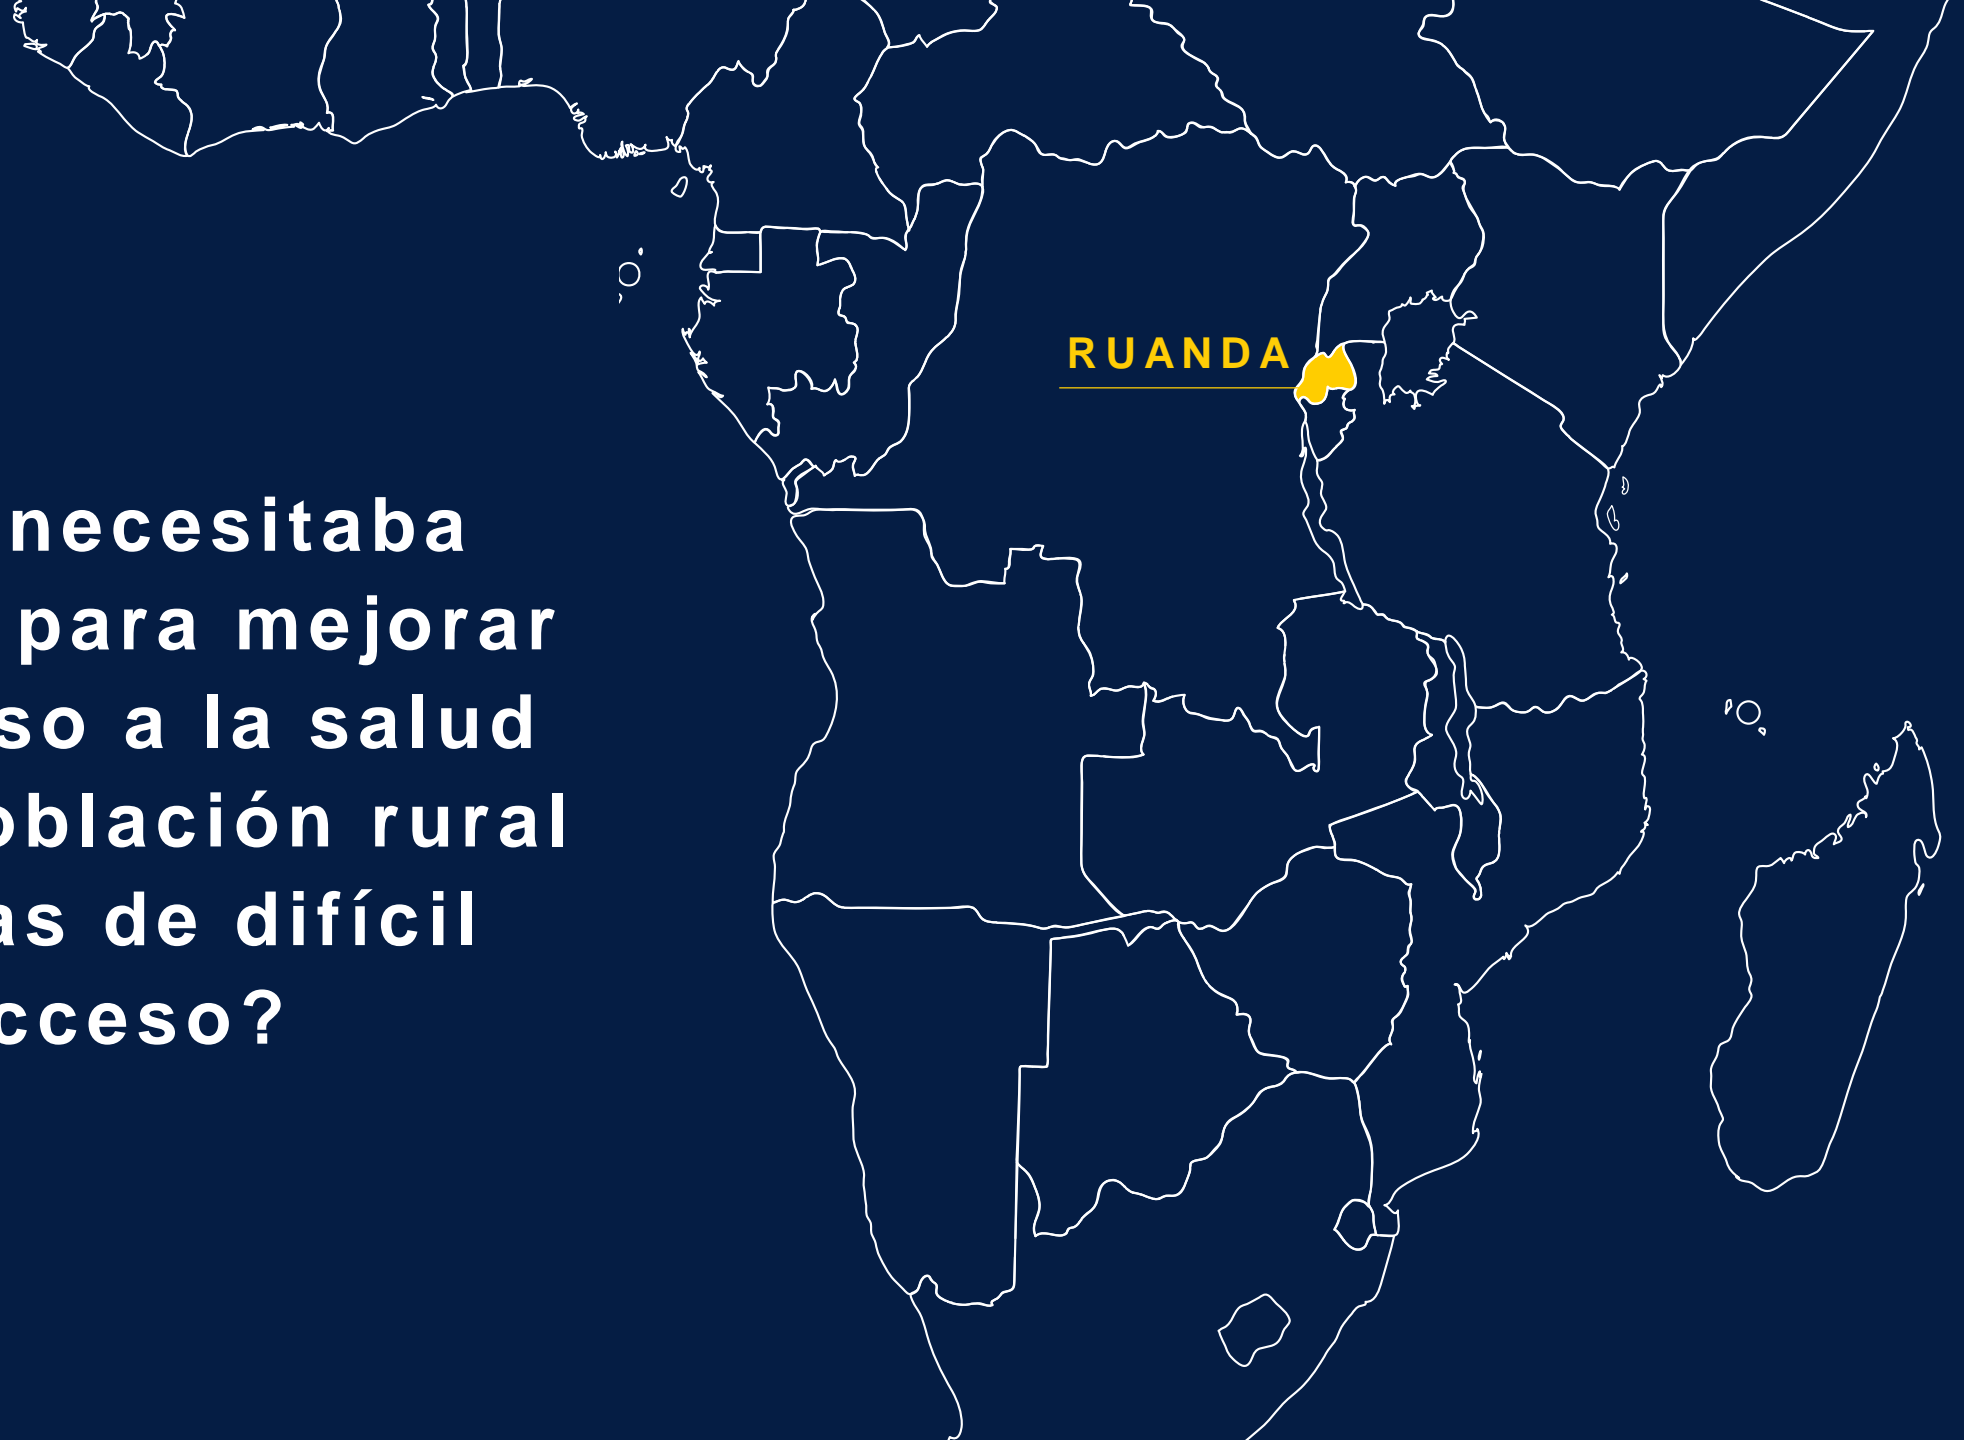 RUANDA
necesitaba
para mejorar
so a la salud
oblación rural
as de difícil
cceso?